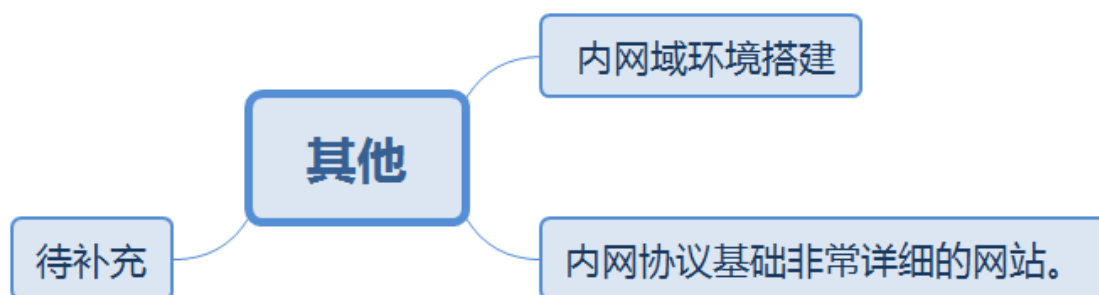 内网域环境搭建
其他
待补充
内网协议基础非常详细的网站。